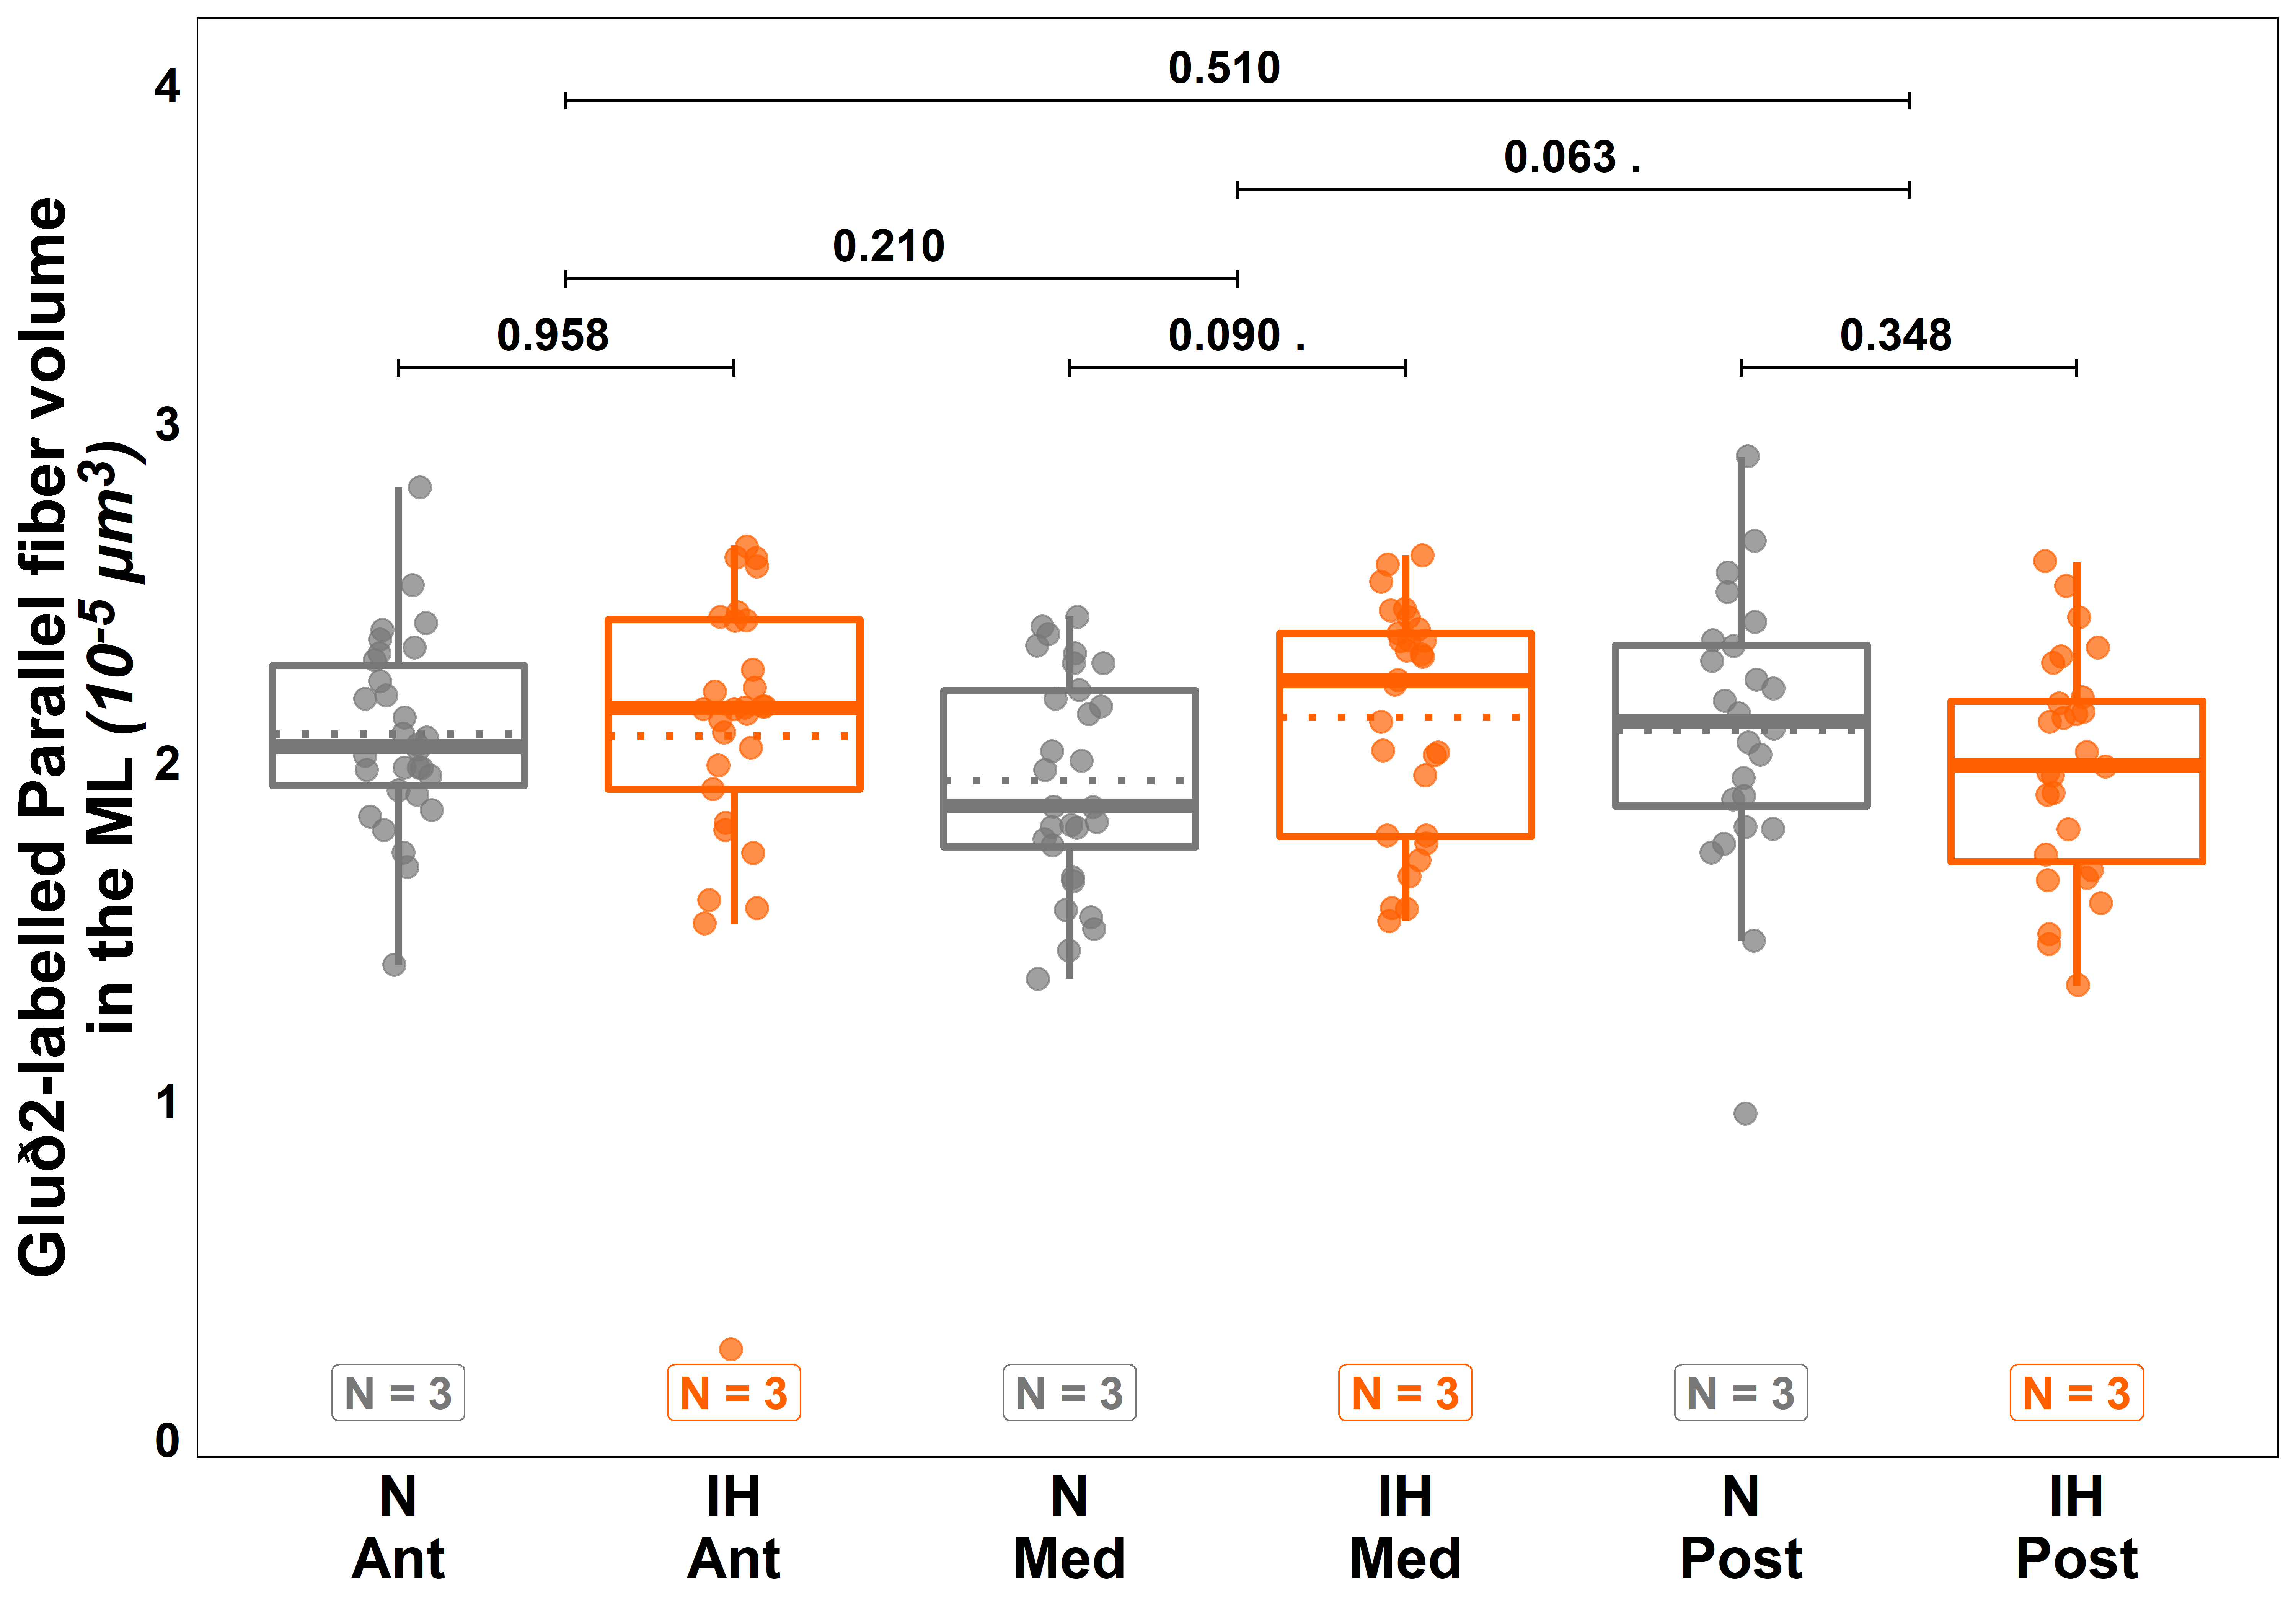 Gluδ2-labelled Parallel fiber volume
in the ML (10⁻⁵ µm³)
4
3
2
1
0
0.510
0.063 .
0.210
0.958
0.090 .
0.348
N = 3
N = 3
N = 3
N = 3
N = 3
N = 3
N
Ant
IH
Ant
N
Med
IH
Med
N
Post
IH
Post